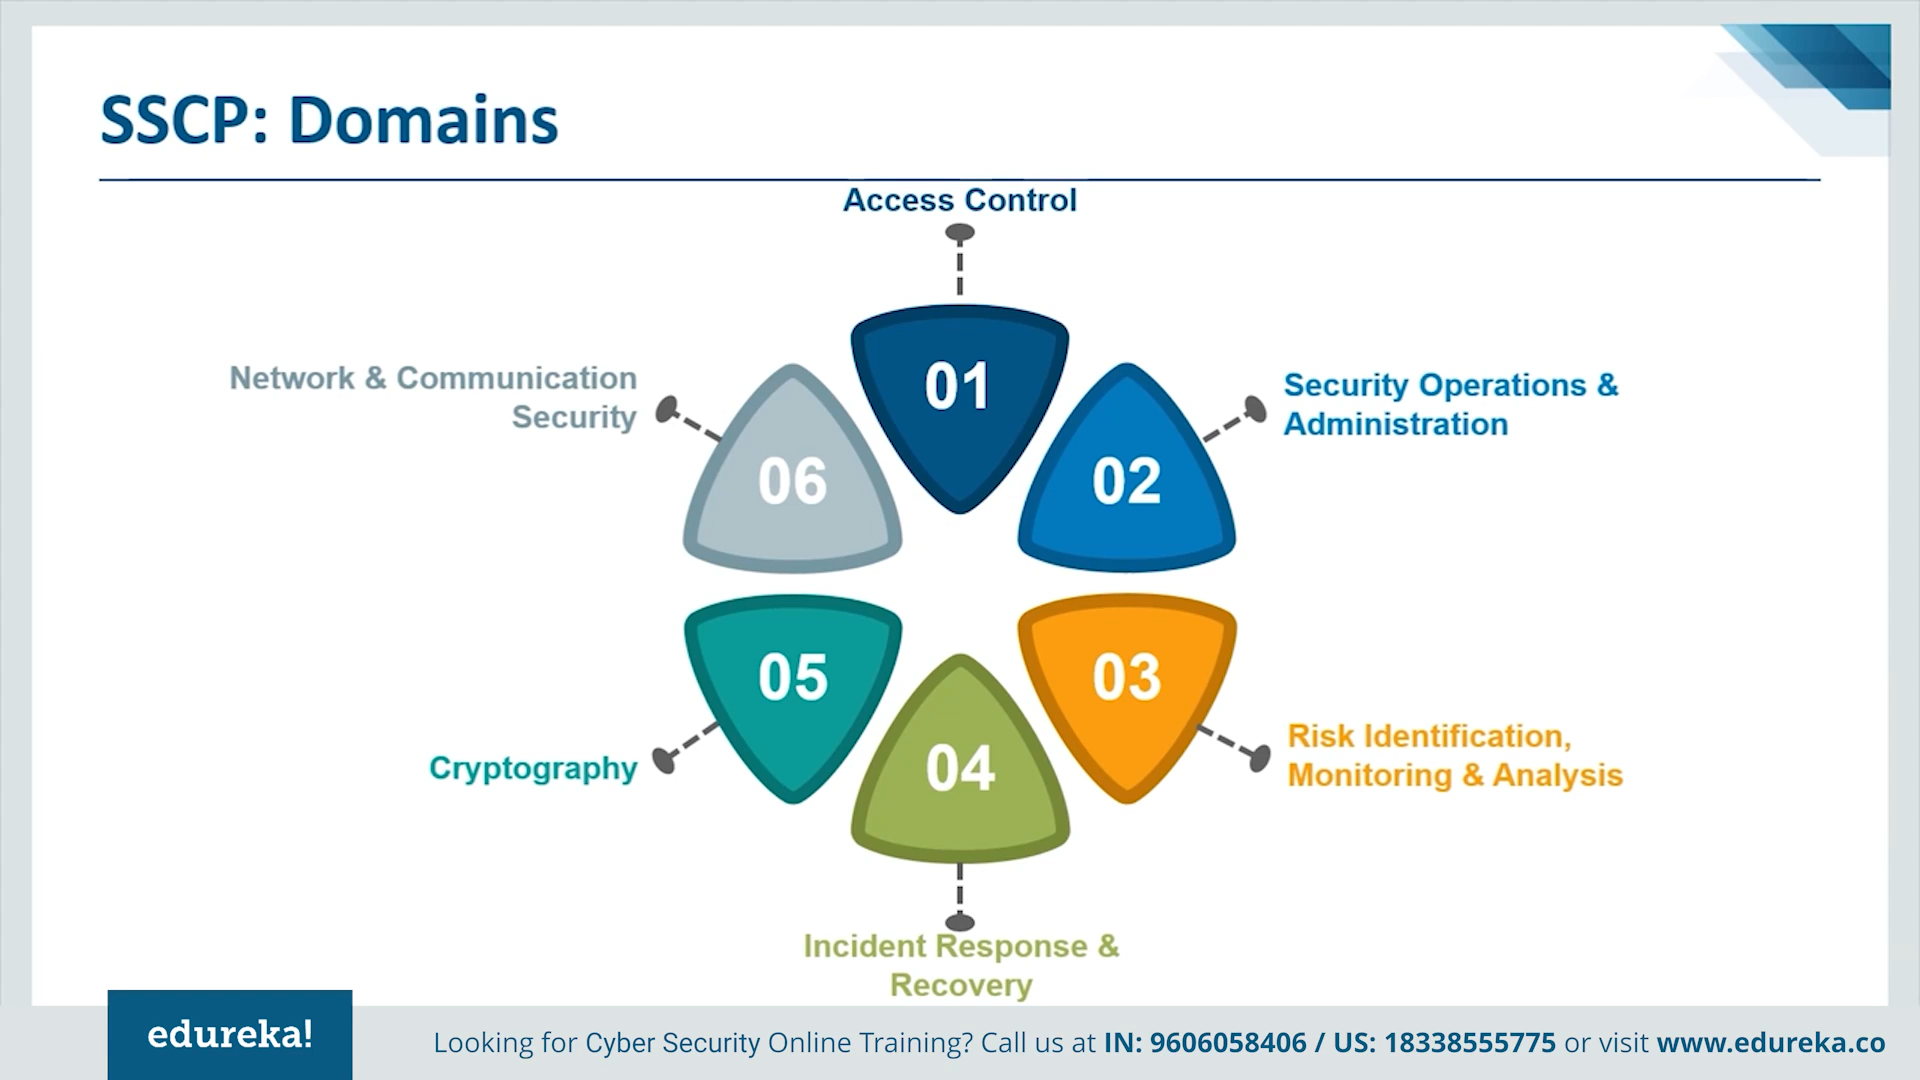 SSCP: Domains
Access Control
01
Network & Communication
Security
06
02
Security Operations &
Administration
05
Cryptography
03
Risk Identification,
Monitoring & Analysis
04
Incident Response &
Recovery
edureka!
Looking for Cyber Security Online Training? Call us at IN: 9606058406 / US: 18338555775 or visit www.edureka.co